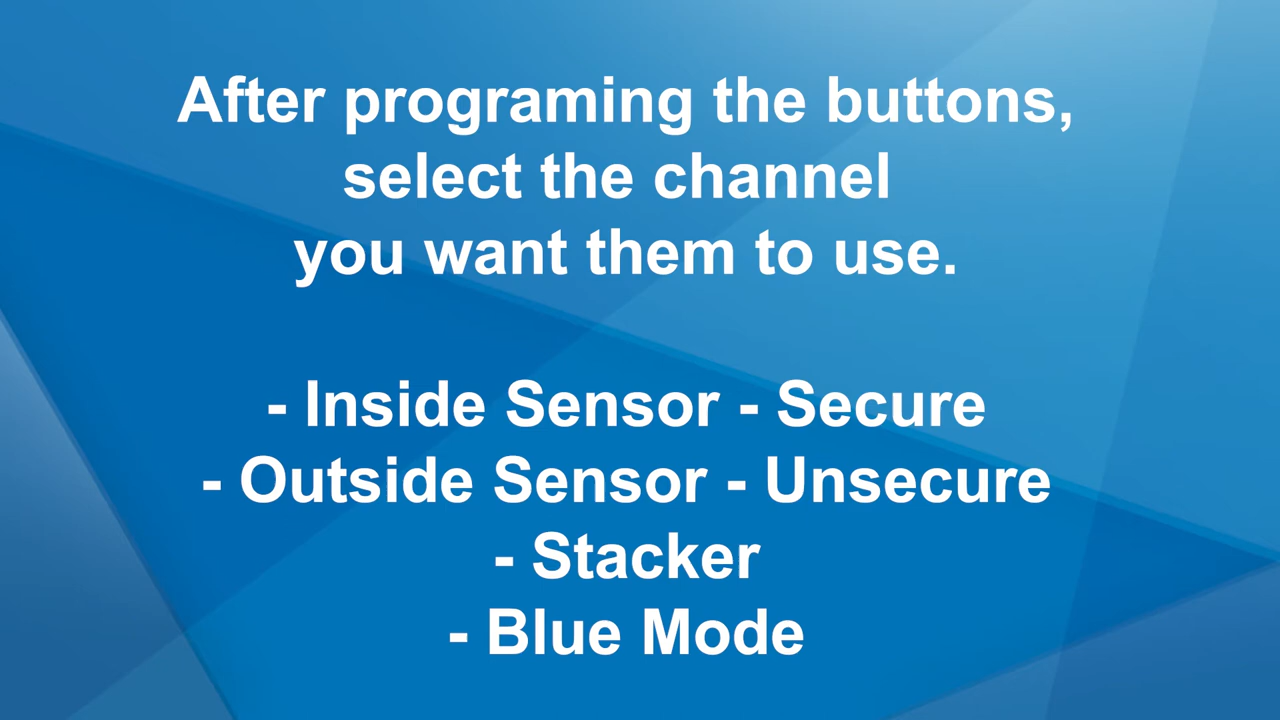 After programing the buttons,
select the channel
you want them to use.
- Inside Sensor - Secure
- Outside Sensor - Unsecure
- Stacker
- Blue Mode